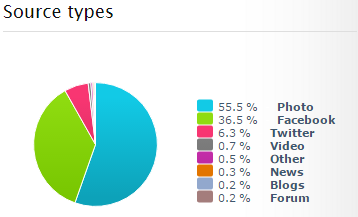 Source types
55.5 % Photo
36.5 % Facebook
6.3 % Twitter
0.7 % Video
0.5 % Other
0.3 % News
0.2 % Blogs
0.2 % Forum